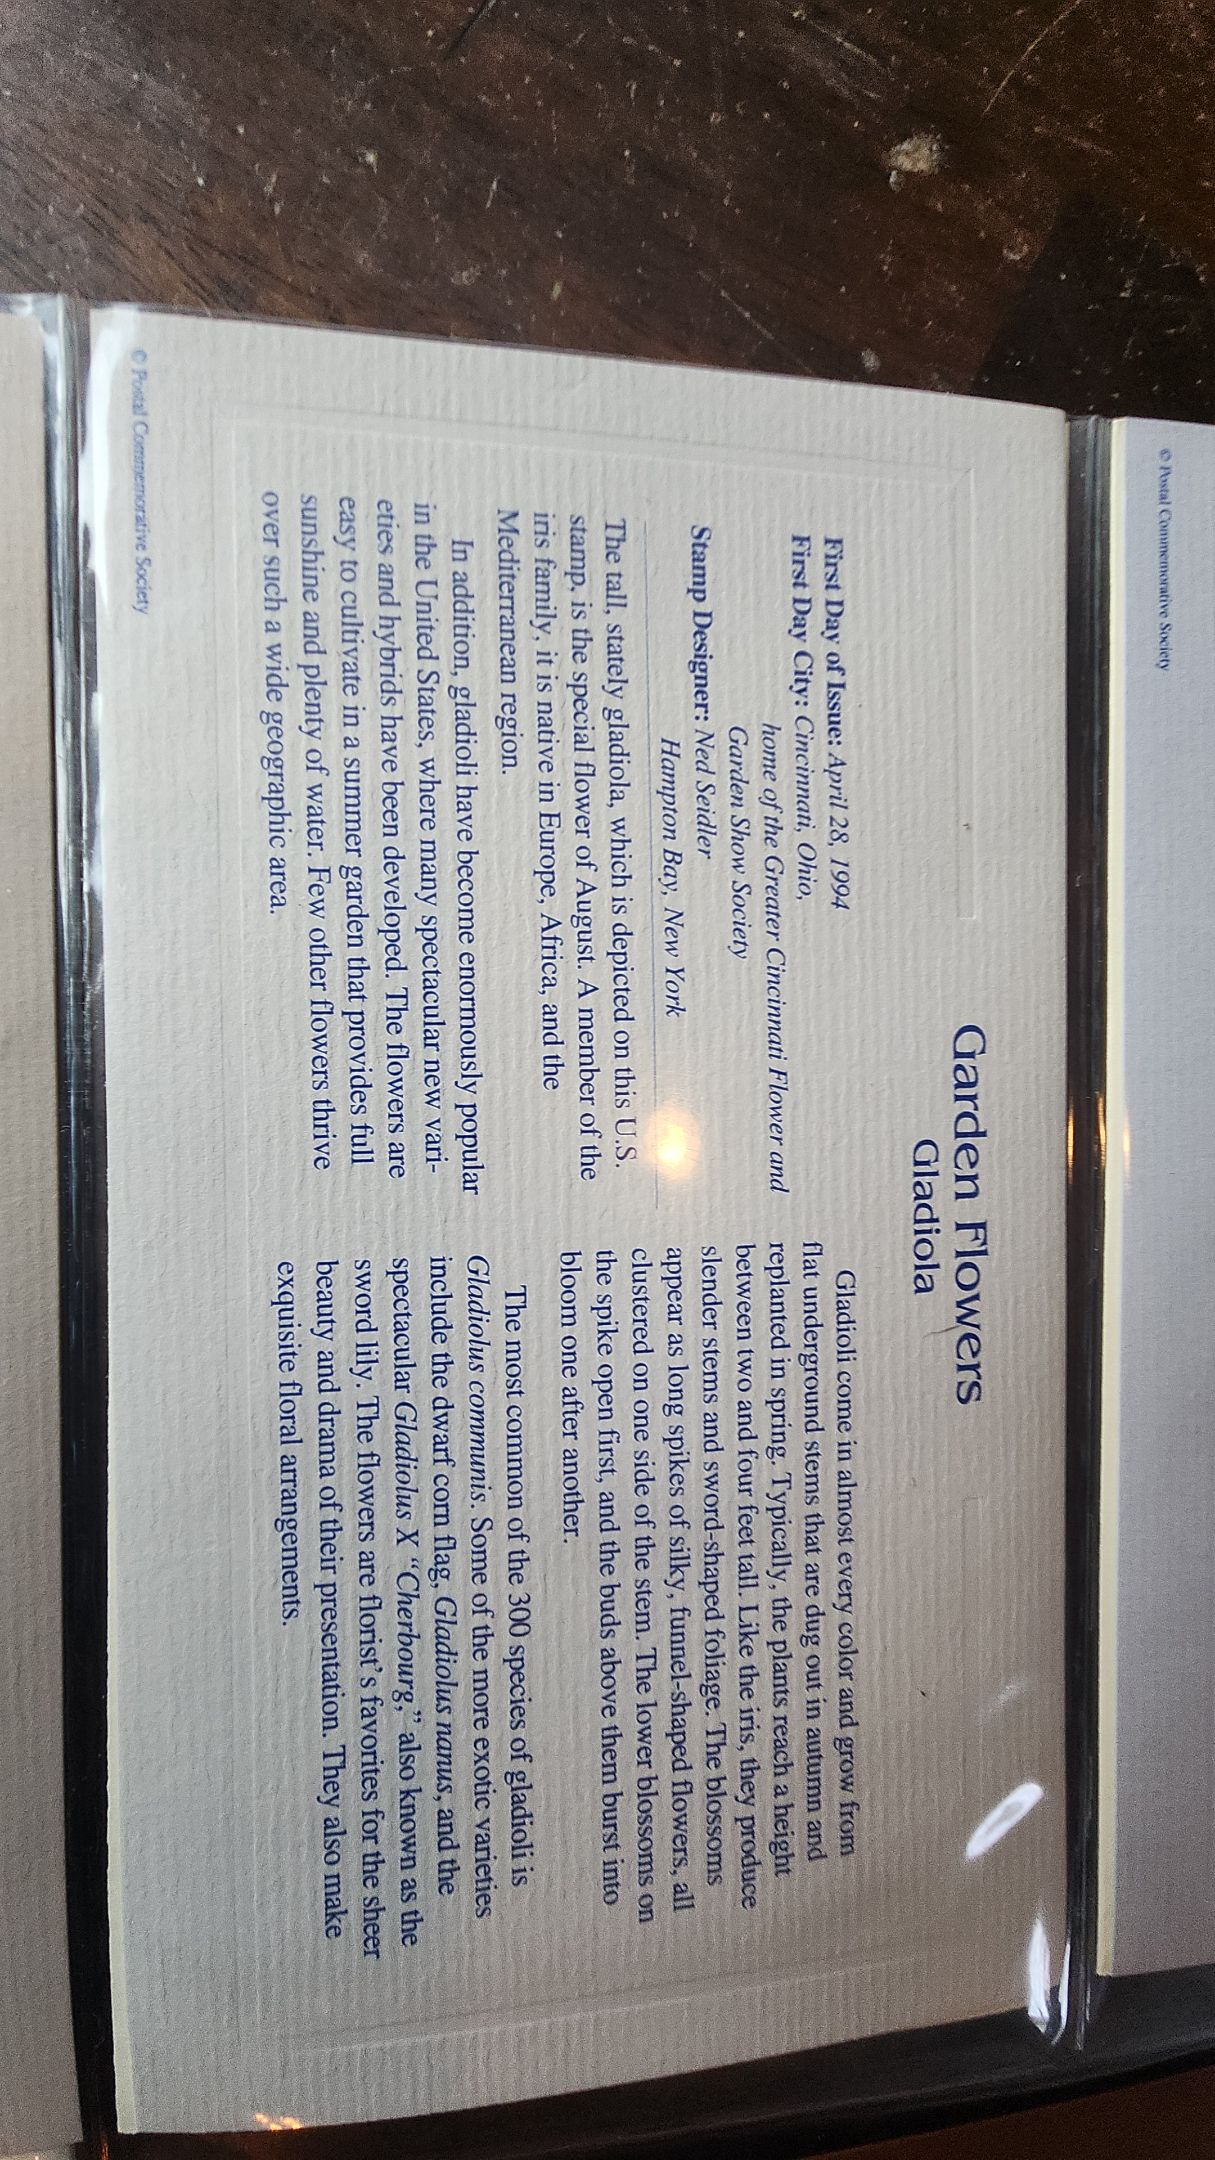 © Postal Commemorative Society
Garden Flowers
Gladiola
First Day of Issue: April 28, 1994
First Day City: Cincinnati, Ohio,
home of the Greater Cincinnati Flower and
Garden Show Society
Stamp Designer: Ned Seidler
Hampton Bay, New York
The tall, stately gladiola, which is depicted on this U.S.
stamp, is the special flower of August. A member of the
iris family, it is native in Europe, Africa, and the
Mediterranean region.
In addition, gladioli have become enormously popular
in the United States, where many spectacular new vari-
eties and hybrids have been developed. The flowers are
easy to cultivate in a summer garden that provides full
sunshine and plenty of water. Few other flowers thrive
over such a wide geographic area.
Gladioli come in almost every color and grow from
flat underground stems that are dug out in autumn and
replanted in spring. Typically, the plants reach a height
between two and four feet tall. Like the iris, they produce
slender stems and sword-shaped foliage. The blossoms
appear as long spikes of silky, funnel-shaped flowers, all
clustered on one side of the stem. The lower blossoms on
the spike open first, and the buds above them burst into
bloom one after another.
The most common of the 300 species of gladioli is
Gladiolus communis. Some of the more exotic varieties
include the dwarf corn flag, Gladiolus nanus, and the
spectacular Gladiolus X “Cherbourg,” also known as the
sword lily. The flowers are florist’s favorites for the sheer
beauty and drama of their presentation. They also make
exquisite floral arrangements.
© Postal Commemorative Society